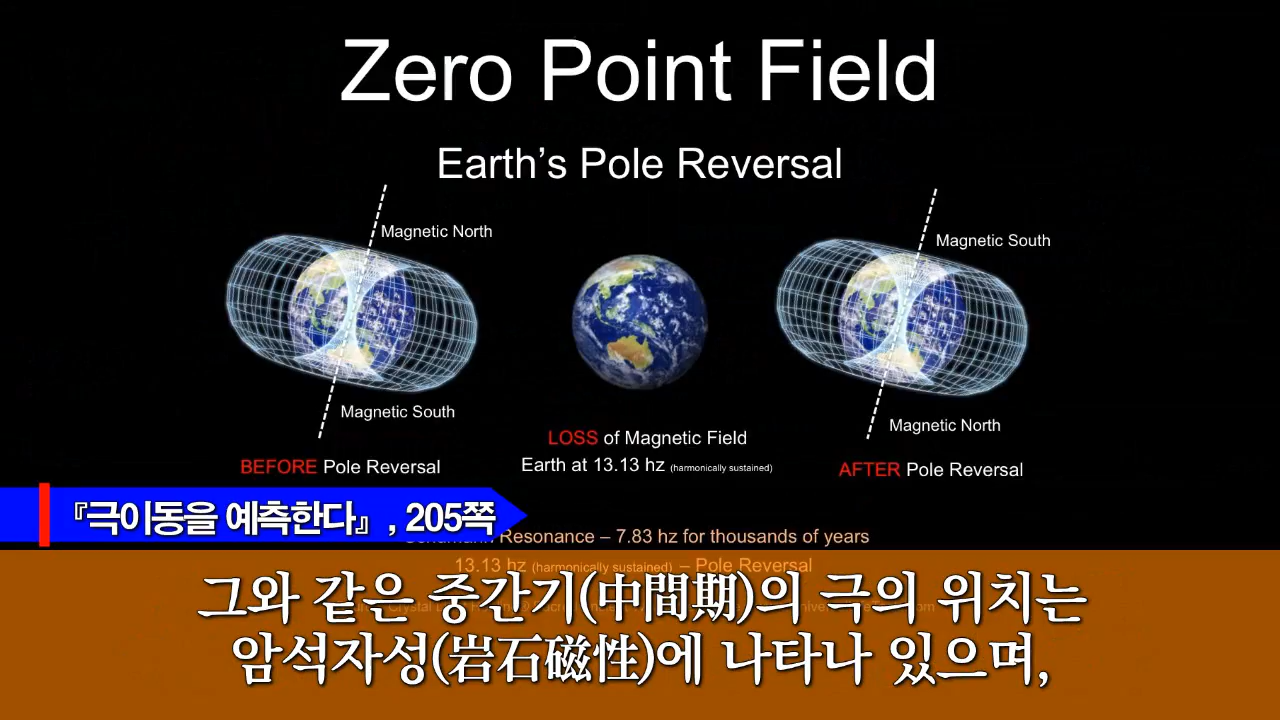 Zero Point Field
Earth's Pole Reversal
Magnetic North
Magnetic South
BEFORE Pole Reversal
LOSS of Magnetic Field
Earth at 13.13 hz (harmonically sustained)
Magnetic South
Magnetic North
AFTER Pole Reversal
『극이동을 예측한다』, 205쪽
Resonance – 7.83 hz for thousands of years
13.13 hz (harmonically sustained) – Pole Reversal
그와 같은 중간기(中間期)의 극의 위치는
암석자성(岩石磁性)에 나타나 있으며,